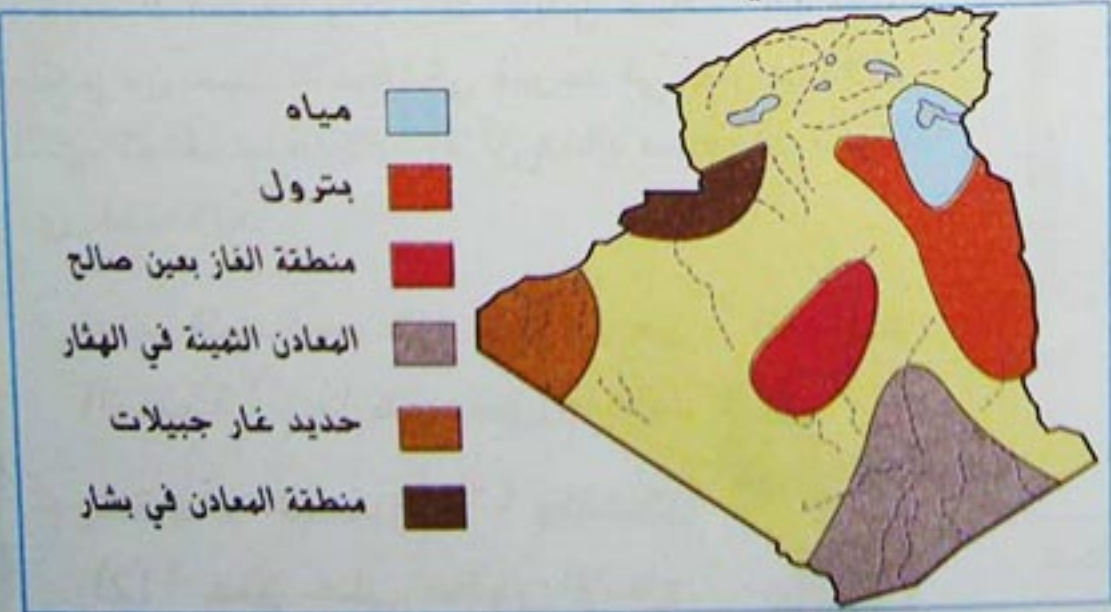 مياه
بترول
منطقة الغاز بعين صالح
المعادن الثمينة في الهقار
حديد غار جبيلات
منطقة المعادن في بشار